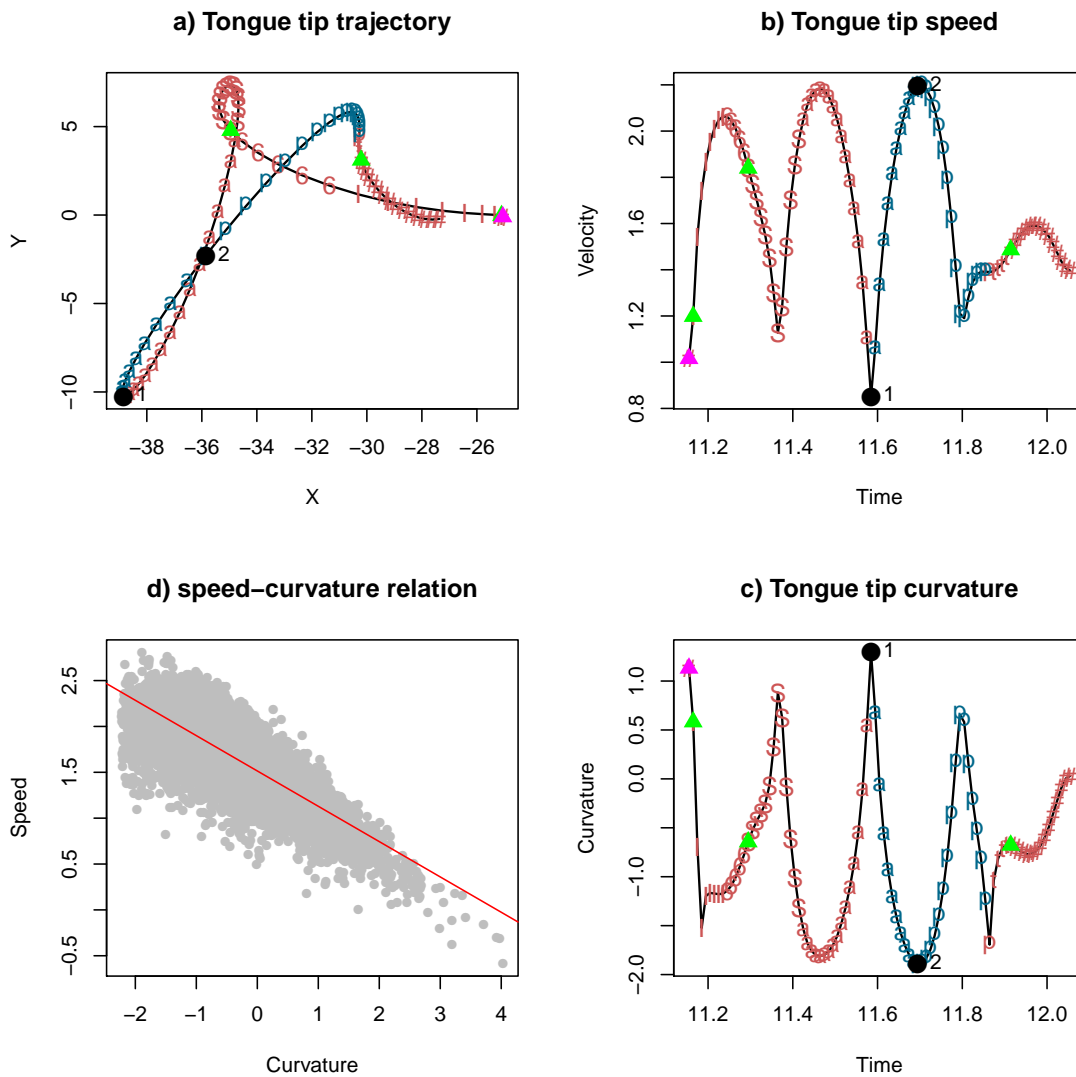 a) Tongue tip trajectory
Y
5
0
−5
−10
1
2
−38 −36 −34 −32 −30 −28 −26
X
b) Tongue tip speed
Velocity
2.0
1.6
1.2
0.8
1
2
11.2 11.4 11.6 11.8 12.0
Time
d) speed−curvature relation
Speed
2.5
1.5
0.5
−0.5
−2 −1 0 1 2 3 4
Curvature
c) Tongue tip curvature
Curvature
1.0
0.5
0.0
−1.0
−2.0
1
2
11.2 11.4 11.6 11.8 12.0
Time